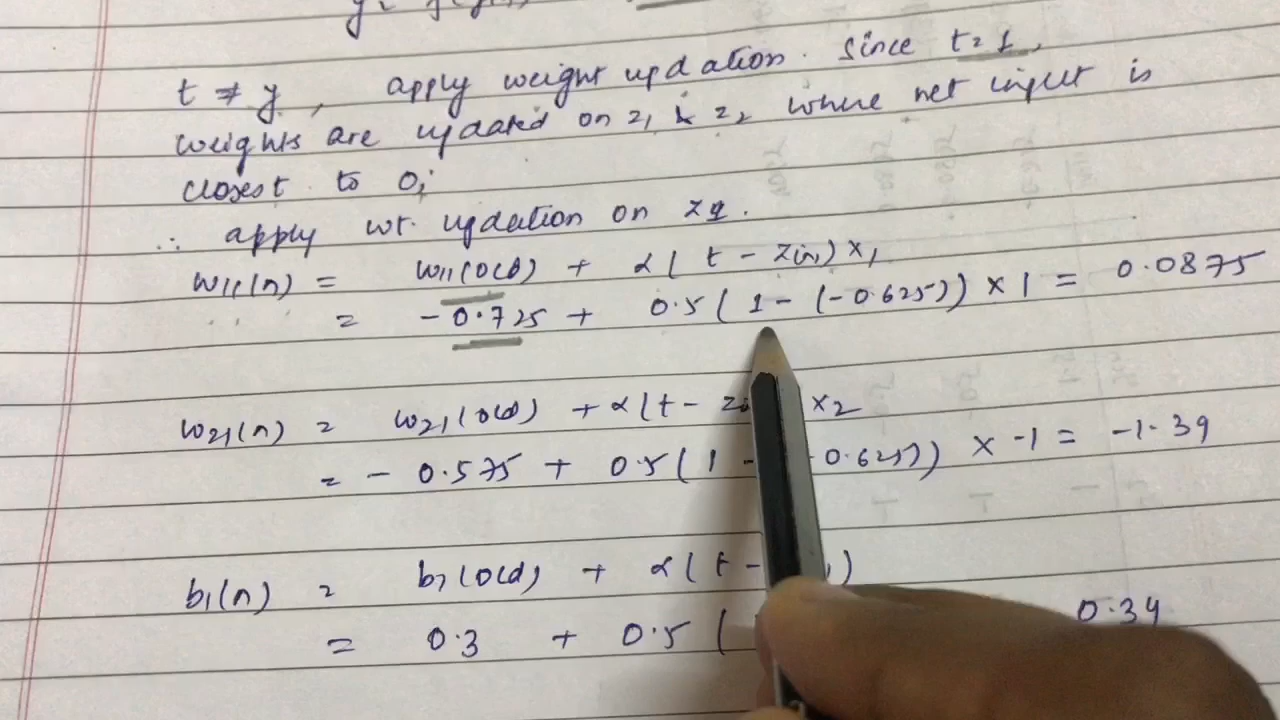 t ≠ y , apply weight updation. Since t = 1,
weights are updated on z1 & z2 where net input is
closest to 0;
∴ apply wt. updation on z1.
w11(n) = w11(old) + α( t - zin1) x1
= -0.725 + 0.5( 1 - (-0.625)) × 1 = 0.0875
w21(n) = w21(old) + α(t - x2
= - 0.575 + 0.5( 1 - 0.625)) × -1 = -1.39
b1(n) = b1(old) + α( t - )
= 0.3 + 0.5 ( 0.34